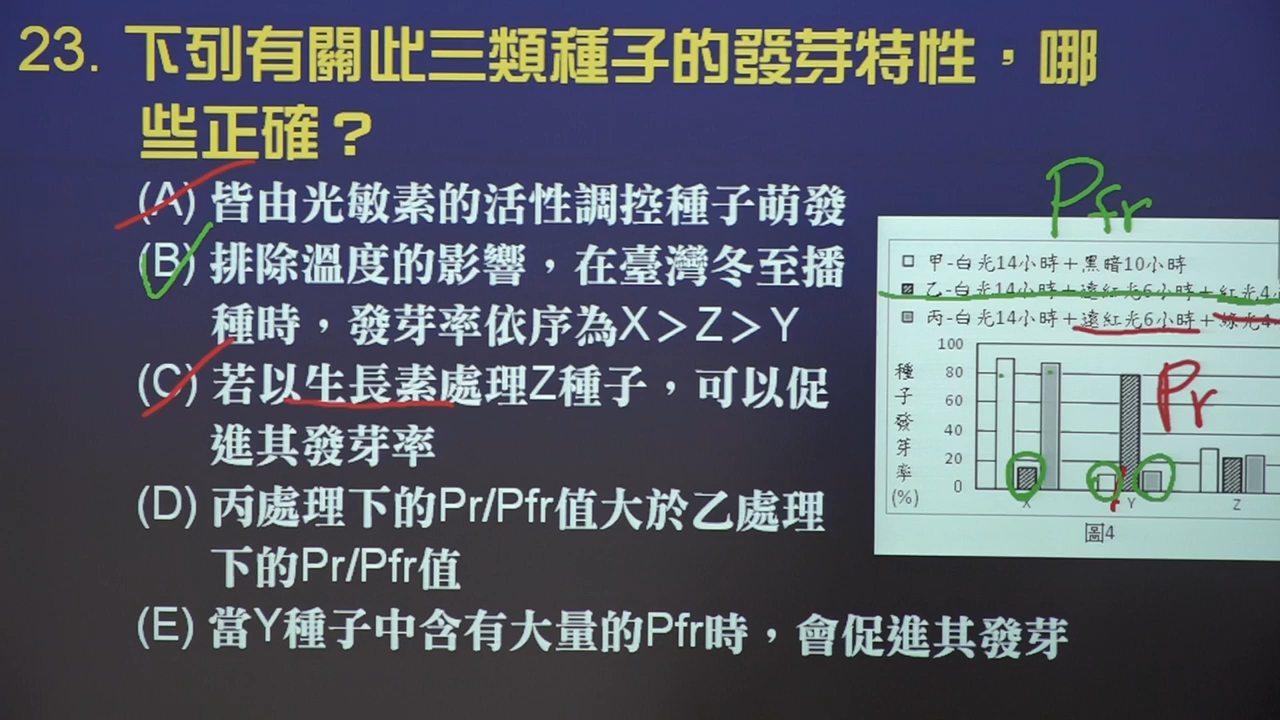 23. 下列有關此三類種子的發芽特性，哪
些正確？
(A) 皆由光敏素的活性調控種子萌發
(B) 排除溫度的影響，在臺灣冬至播
種時，發芽率依序為X＞Z＞Y
(C) 若以生長素處理Z種子，可以促
進其發芽率
(D) 丙處理下的Pr/Pfr值大於乙處理
下的Pr/Pfr值
(E) 當Y種子中含有大量的Pfr時，會促進其發芽
Pfr
甲-白光14小時＋黑暗10小時
乙-白光14小時＋遠紅光6小時＋紅光4
丙-白光14小時＋遠紅光6小時＋綠光4
種子發芽率(%)
100
80
60
40
20
0
Pr
X Y Z
圖4